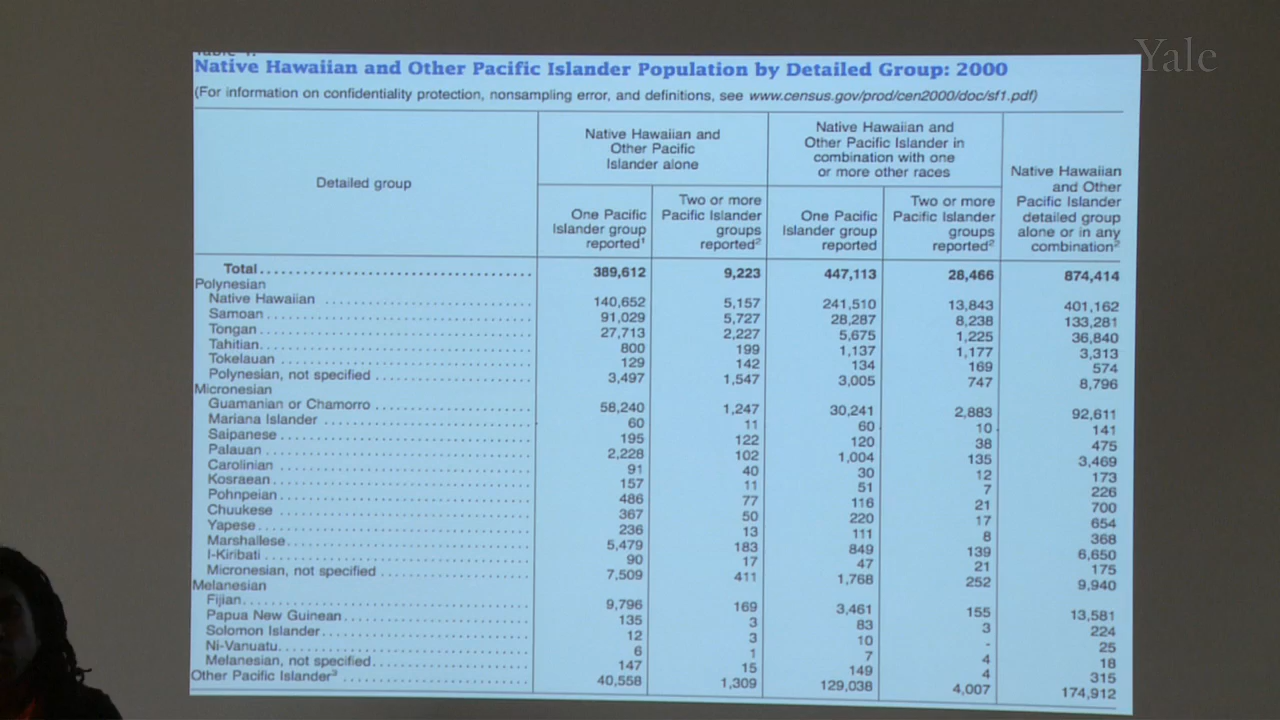 Yale
Native Hawaiian and Other Pacific Islander Population by Detailed Group: 2000
(For information on confidentiality protection, nonsampling error, and definitions, see www.census.gov/prod/cen2000/doc/sf1.pdf)
Detailed group
Native Hawaiian and
Other Pacific
Islander alone
Native Hawaiian and
Other Pacific Islander in
combination with one
or more other races
Native Hawaiian
and Other
Pacific Islander
detailed group
alone or in any
combination²
One Pacific
Islander group
reported¹
Two or more
Pacific Islander
groups
reported²
One Pacific
Islander group
reported
Two or more
Pacific Islander
groups
reported²
Total 389,612 9,223 447,113 28,466 874,414
Polynesian
Native Hawaiian 140,652 5,157 241,510 13,843 401,162
Samoan 91,029 5,727 28,287 8,238 133,281
Tongan 27,713 2,227 5,675 1,225 36,840
Tahitian 800 199 1,137 1,177 3,313
Tokelauan 129 142 134 169 574
Polynesian, not specified 3,497 1,547 3,005 747 8,796
Micronesian
Guamanian or Chamorro 58,240 1,247 30,241 2,883 92,611
Mariana Islander 60 11 60 10 141
Saipanese 195 122 120 38 475
Palauan 2,228 102 1,004 135 3,469
Carolinian 91 40 30 12 173
Kosraean 157 11 51 7 226
Pohnpeian 486 77 116 21 700
Chuukese 367 50 220 17 654
Yapese 236 13 111 8 368
Marshallese 5,479 183 849 139 6,650
I-Kiribati 90 17 47 21 175
Micronesian, not specified 7,509 411 1,768 252 9,940
Melanesian
Fijian 9,796 169 3,461 155 13,581
Papua New Guinean 135 3 83 3 224
Solomon Islander 12 3 10 - 25
Ni-Vanuatu 6 1 7 4 18
Melanesian, not specified 147 15 149 4 315
Other Pacific Islander³ 40,558 1,309 129,038 4,007 174,912